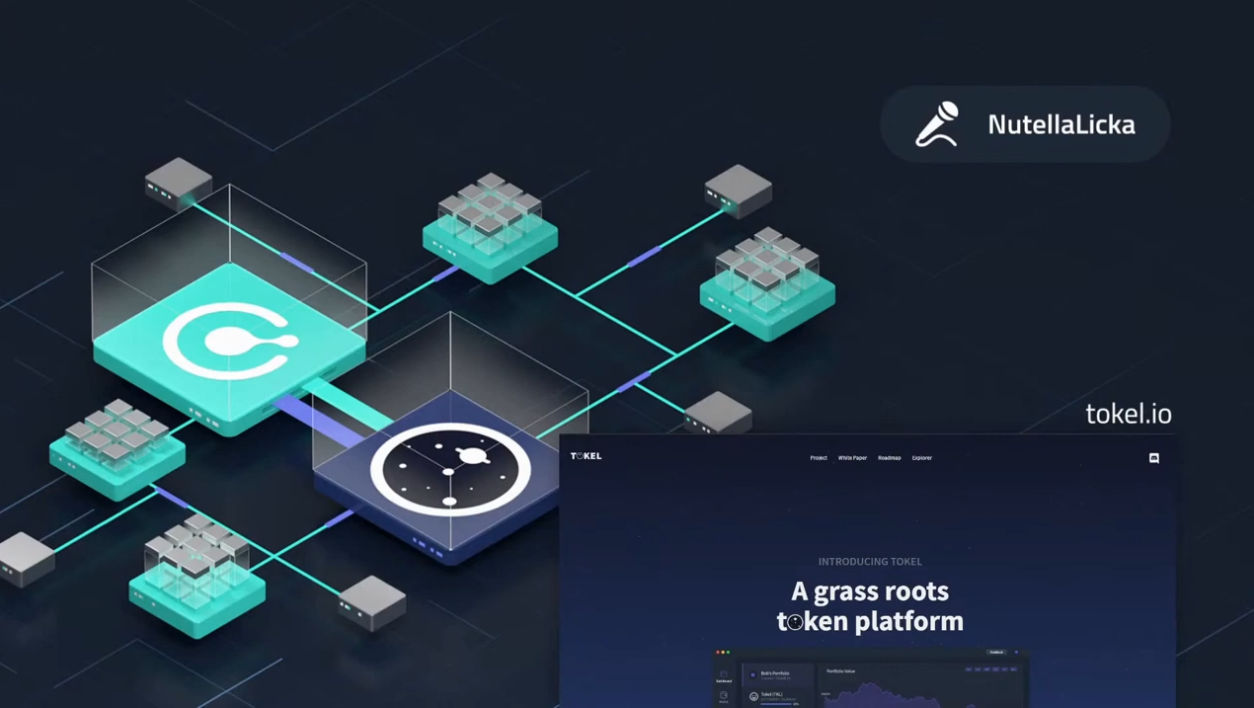 NutellaLicka
tokel.io
TOKEL
Project White Paper Roadmap Explorer
INTRODUCING TOKEL
A grass roots
token platform
Bob's Portfolio
Portfolio Value
Dashboard
Tokel (TKL)